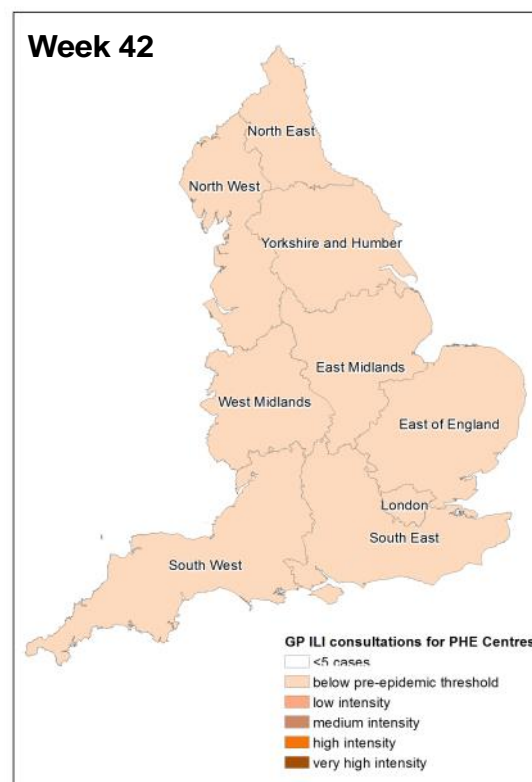 Week 42
North East
North West
Yorkshire and Humber
East Midlands
West Midlands
East of England
London
South East
South West
GP ILI consultations for PHE Centres
<5 cases
below pre-epidemic threshold
low intensity
medium intensity
high intensity
very high intensity